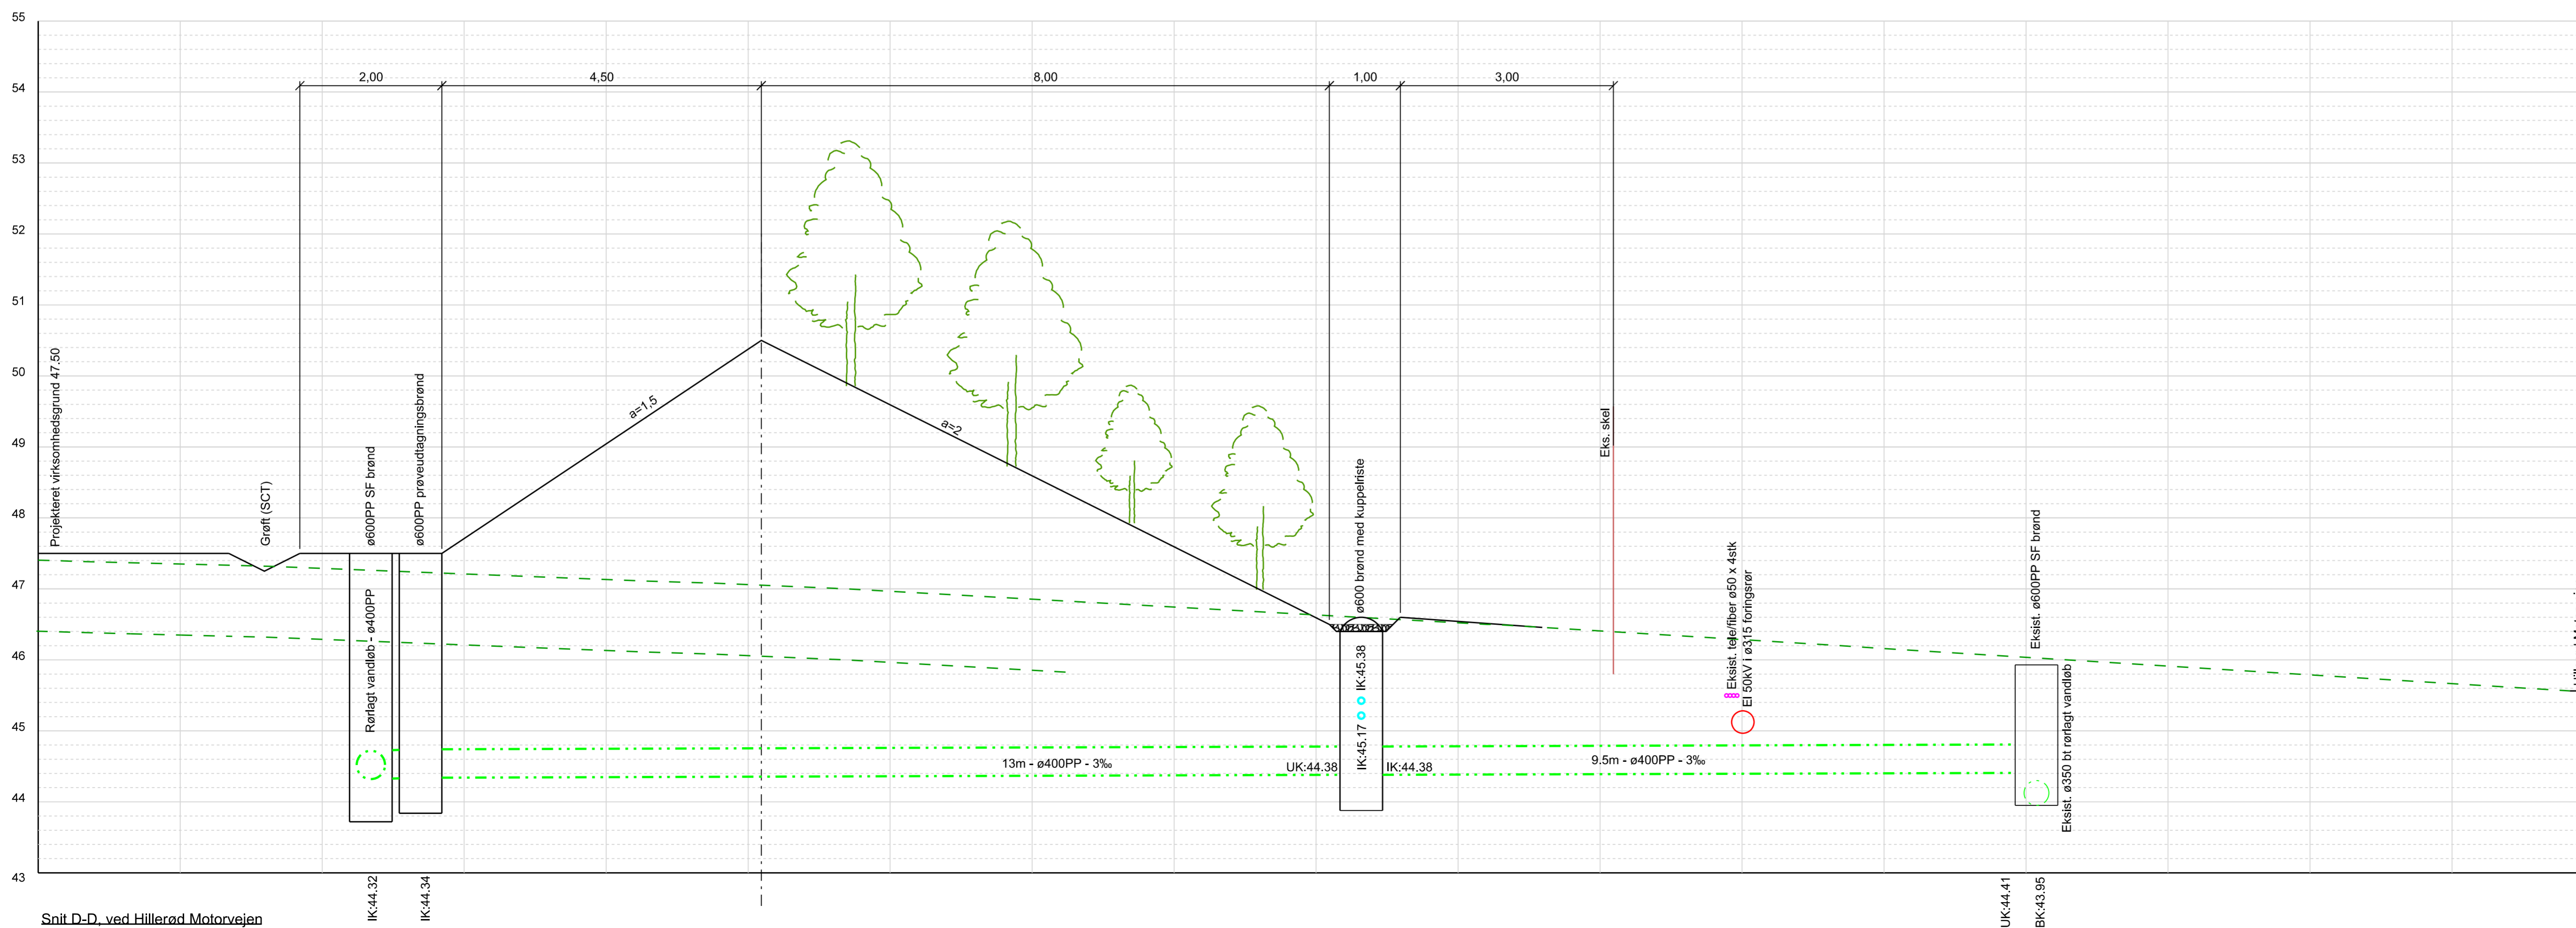 55
54
53
52
51
50
49
48
47
46
45
44
43
2,00
4,50
8,00
1,00
3,00
Projekteret virksomhedsgrund 47.50
Grøft (SCT)
ø600PP SF brønd
Rørlagt vandløb - ø400PP
ø600PP prøveudtagningsbrønd
a=1,5
a=2
ø600 brønd med kuppelriste
IK:45.38
IK:45.17
Eks. skel
Eksist. tele/fiber ø50 x 4stk
El 50kV i ø315 foringsrør
Eksist. ø600PP SF brønd
Eksist. ø350 bt rørlagt vandløb
13m - ø400PP - 3‰
UK:44.38
IK:44.38
9.5m - ø400PP - 3‰
IK:44.32
IK:44.34
UK:44.41
BK:43.95
Snit D-D, ved Hillerød Motorvejen